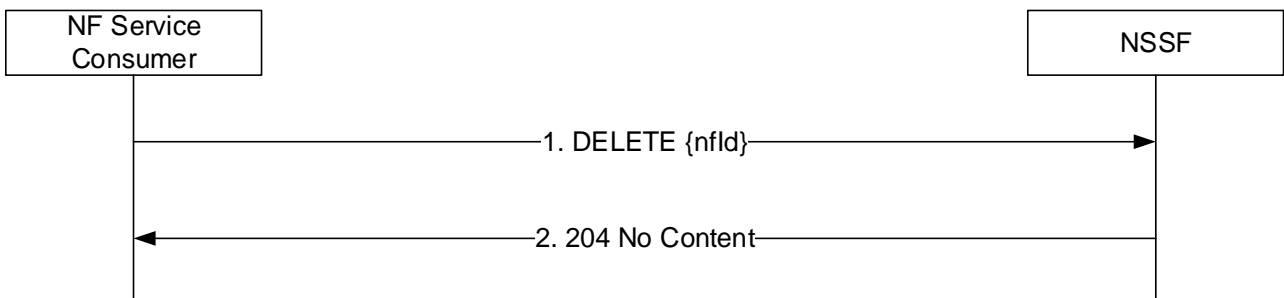 NF Service
Consumer
NSSF
1. DELETE {nfId}
2. 204 No Content